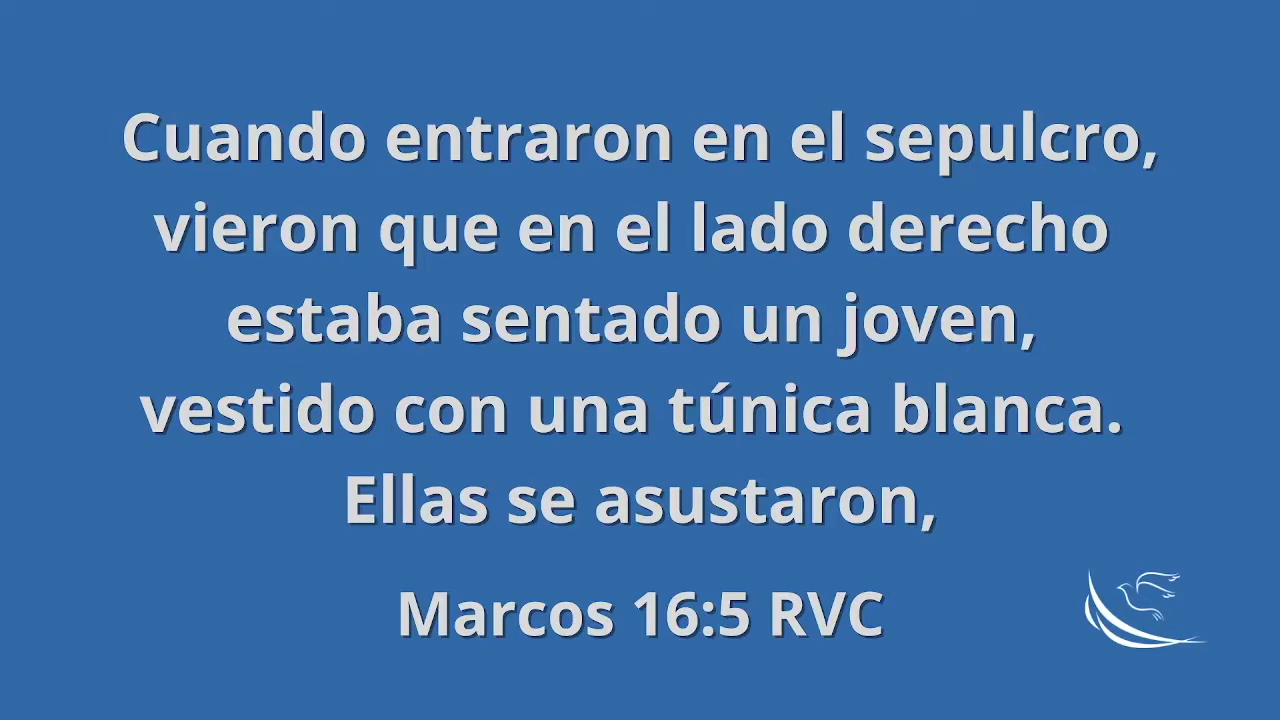 Cuando entraron en el sepulcro,
vieron que en el lado derecho
estaba sentado un joven,
vestido con una túnica blanca.
Ellas se asustaron,
Marcos 16:5 RVC